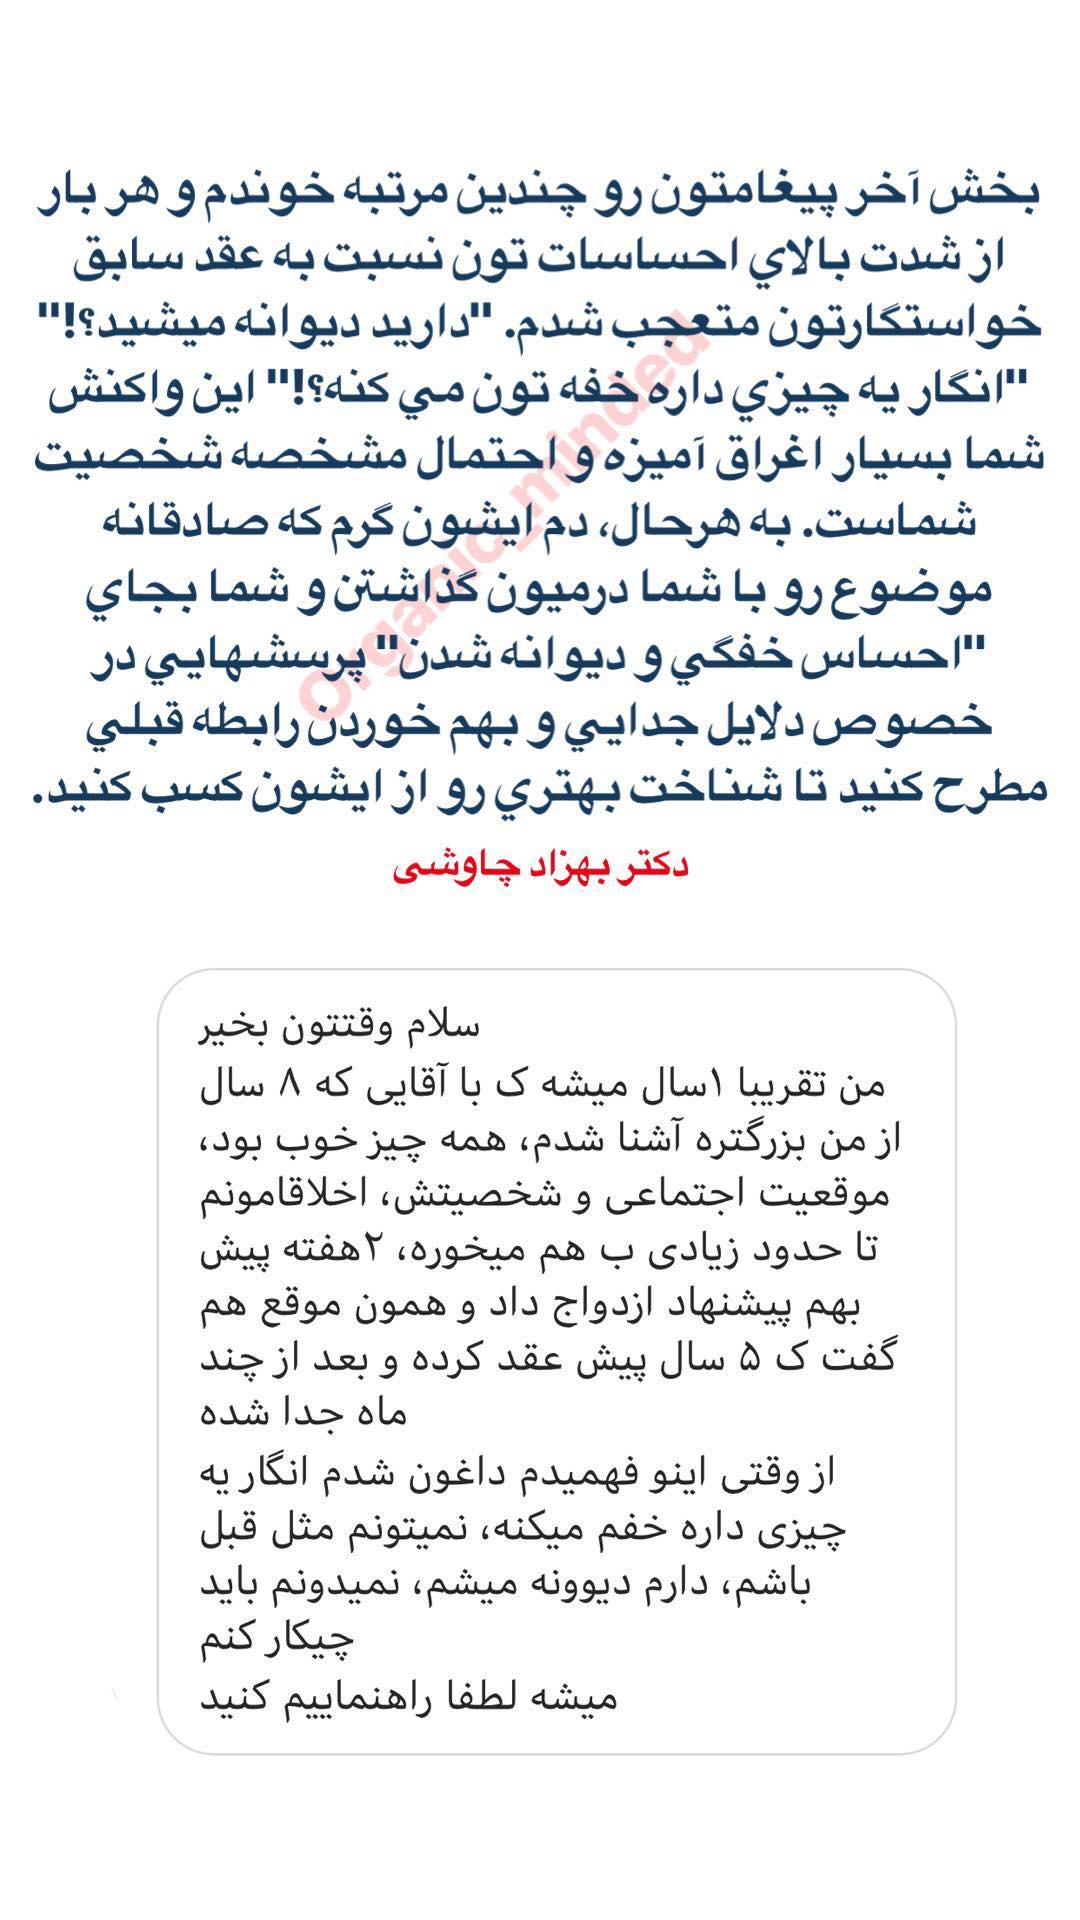 بخش آخر پيغامتون رو چندين مرتبه خوندم و هر بار
از شدت بالاي احساسات تون نسبت به عقد سابق
خواستگارتون متعجب شدم. "داريد ديوانه ميشيد؟!"
"انگار يه چيزي داره خفه تون مي كنه؟!" اين واكنش
شما بسيار اغراق آميزه و احتمال مشخصه شخصيت
شماست. به هرحال، دم ايشون گرم كه صادقانه
موضوع رو با شما درميون گذاشتن و شما بجاي
"احساس خفگي و ديوانه شدن" پرسشهايي در
خصوص دلايل جدايي و بهم خوردن رابطه قبلي
مطرح كنيد تا شناخت بهتري رو از ايشون كسب كنيد.
Organic_minded
دکتر بهزاد چاوشی
سلام وقتتون بخیر
من تقریبا ۱سال میشه ک با آقایی که ۸ سال
از من بزرگتره آشنا شدم، همه چیز خوب بود،
موقعیت اجتماعی و شخصیتش، اخلاقامونم
تا حدود زیادی ب هم میخوره، ۲هفته پیش
بهم پیشنهاد ازدواج داد و همون موقع هم
گفت ک ۵ سال پیش عقد کرده و بعد از چند
ماه جدا شده
از وقتی اینو فهمیدم داغون شدم انگار یه
چیزی داره خفم میکنه، نمیتونم مثل قبل
باشم، دارم دیوونه میشم، نمیدونم باید
چیکار کنم
میشه لطفا راهنماییم کنید